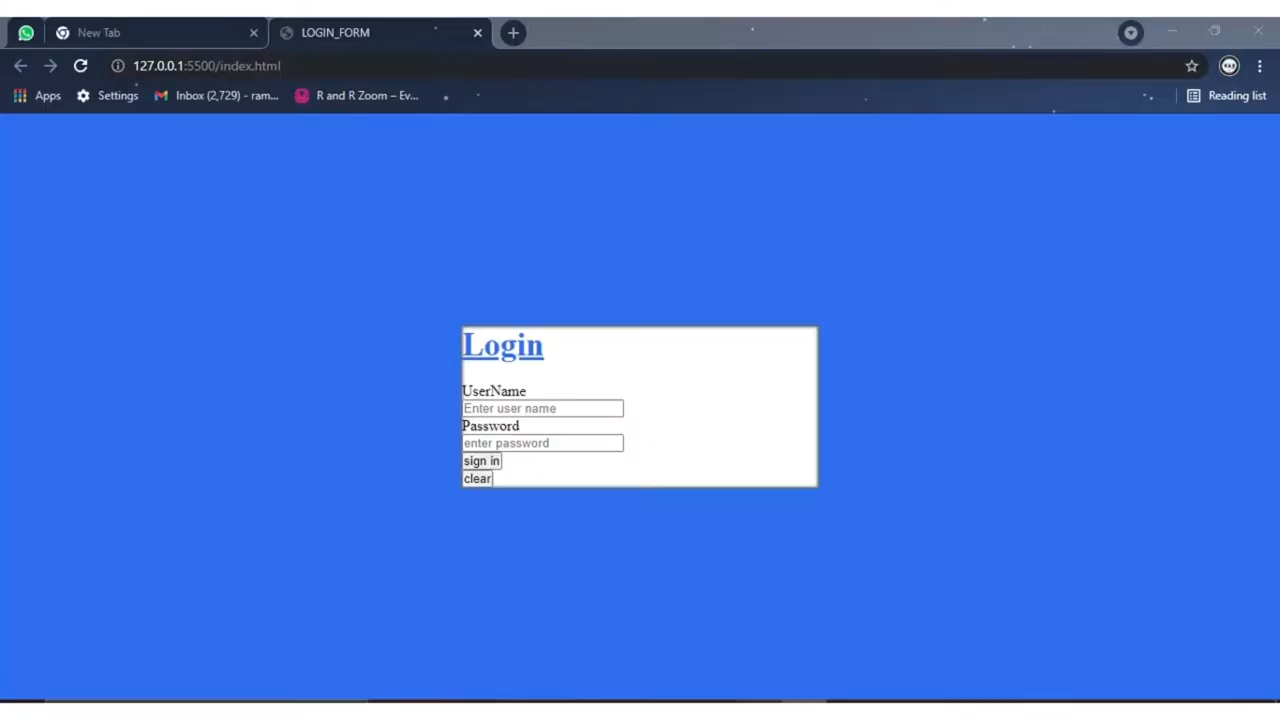 New Tab
LOGIN_FORM
127.0.0.1:5500/index.html
Apps
Settings
Inbox (2,729) - ram...
R and R Zoom – Ev...
Reading list
Login
UserName
Enter user name
Password
enter password
sign in
clear